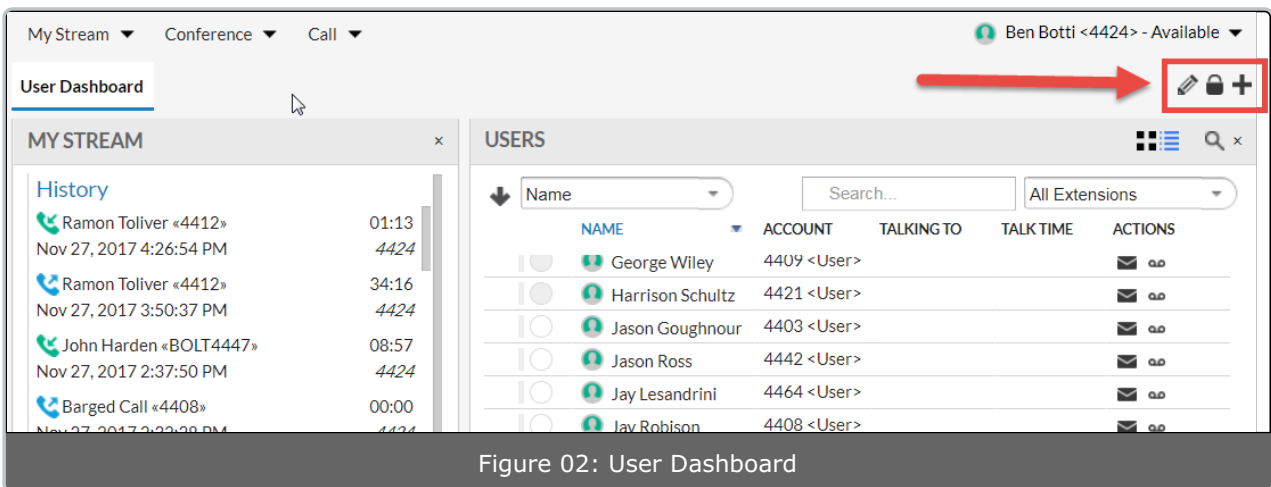 My Stream Conference Call Ben Botti <4424> - Available
User Dashboard
MY STREAM ×
History
Ramon Toliver «4412» 01:13
Nov 27, 2017 4:26:54 PM 4424
Ramon Toliver «4412» 34:16
Nov 27, 2017 3:50:37 PM 4424
John Harden «BOLT4447» 08:57
Nov 27, 2017 2:37:50 PM 4424
Barged Call «4408» 00:00
Nov 27, 2017 PM 4424
USERS ×
Name Search... All Extensions
NAME ACCOUNT TALKING TO TALK TIME ACTIONS
George Wiley 4409 <User>
Harrison Schultz 4421 <User>
Jason Goughnour 4403 <User>
Jason Ross 4442 <User>
Jay Lesandrini 4464 <User>
Jay Robison 4408 <User>
Figure 02: User Dashboard